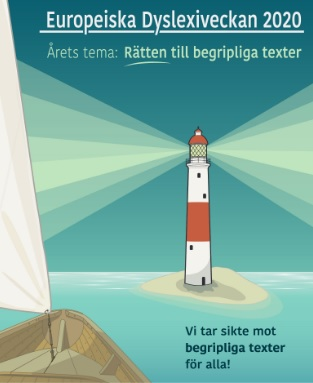 Europeiska Dyslexiveckan 2020
Årets tema: Rätten till begripliga texter
Vi tar sikte mot
begripliga texter
för alla!